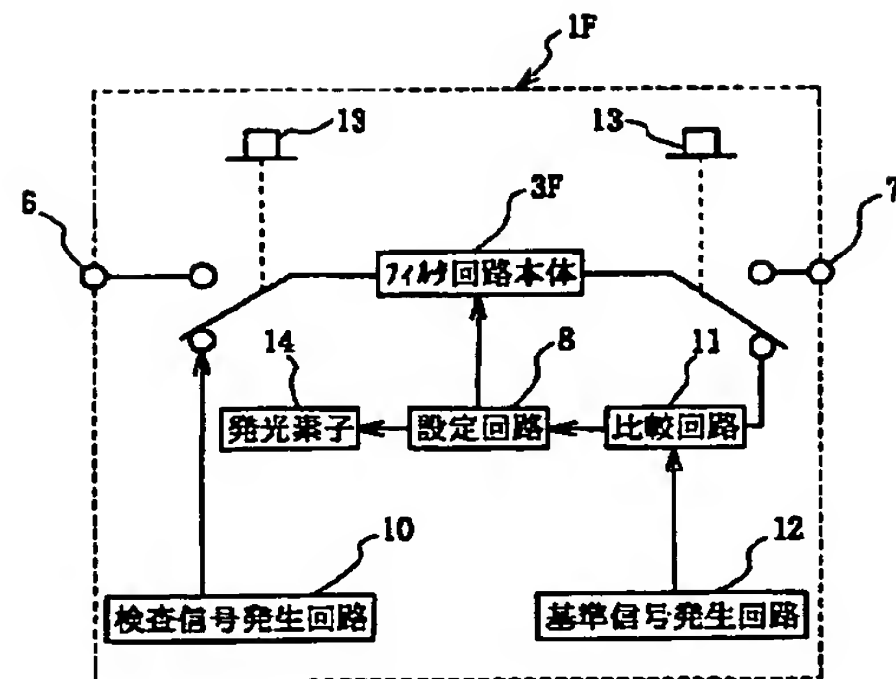 1F
13
13
3F
6
7
フィルタ回路本体
14
8
11
発光素子
設定回路
比較回路
10
12
検査信号発生回路
基準信号発生回路